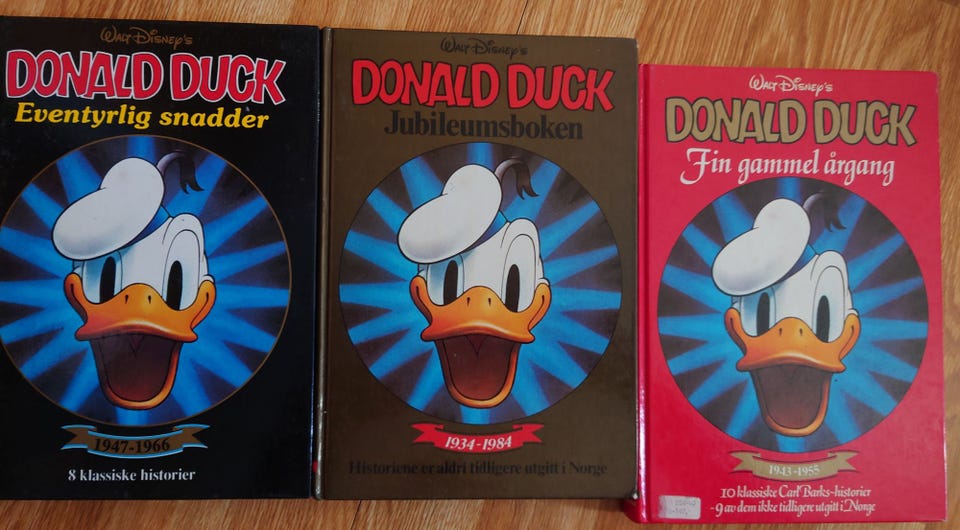 Walt Disney's
DONALD DUCK
Eventyrlig snadder
1947-1966
8 klassiske historier
Walt Disney's
DONALD DUCK
Jubileumsboken
1934-1984
Historiene er aldri tidligere utgitt i Norge
Walt Disney's
DONALD DUCK
Fin gammel årgang
1943-1955
10 klassiske Carl Barks-historier
- 9 av dem ikke tidligere utgitt i Norge